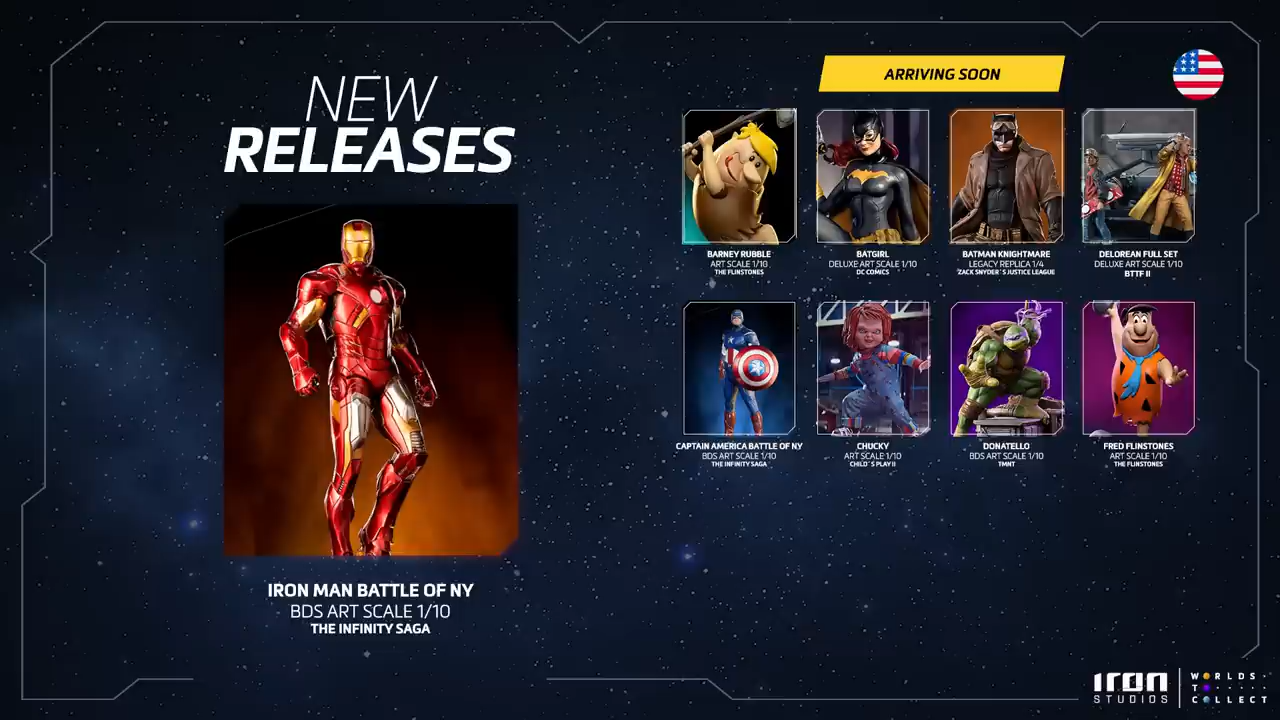 NEW
RELEASES
IRON MAN BATTLE OF NY
BDS ART SCALE 1/10
THE INFINITY SAGA
ARRIVING SOON
BARNEY RUBBLE
ART SCALE 1/10
THE FLINSTONES
BATGIRL
DELUXE ART SCALE 1/10
DC COMICS
BATMAN KNIGHTMARE
LEGACY REPLICA 1/4
ZACK SNYDER´S JUSTICE LEAGUE
DELOREAN FULL SET
DELUXE ART SCALE 1/10
BTTF II
CAPTAIN AMERICA BATTLE OF NY
BDS ART SCALE 1/10
THE INFINITY SAGA
CHUCKY
ART SCALE 1/10
CHILD´S PLAY II
DONATELLO
BDS ART SCALE 1/10
TMNT
FRED FLINSTONES
ART SCALE 1/10
THE FLINSTONES
IRON
STUDIOS
WORLDS
TO
COLLECT